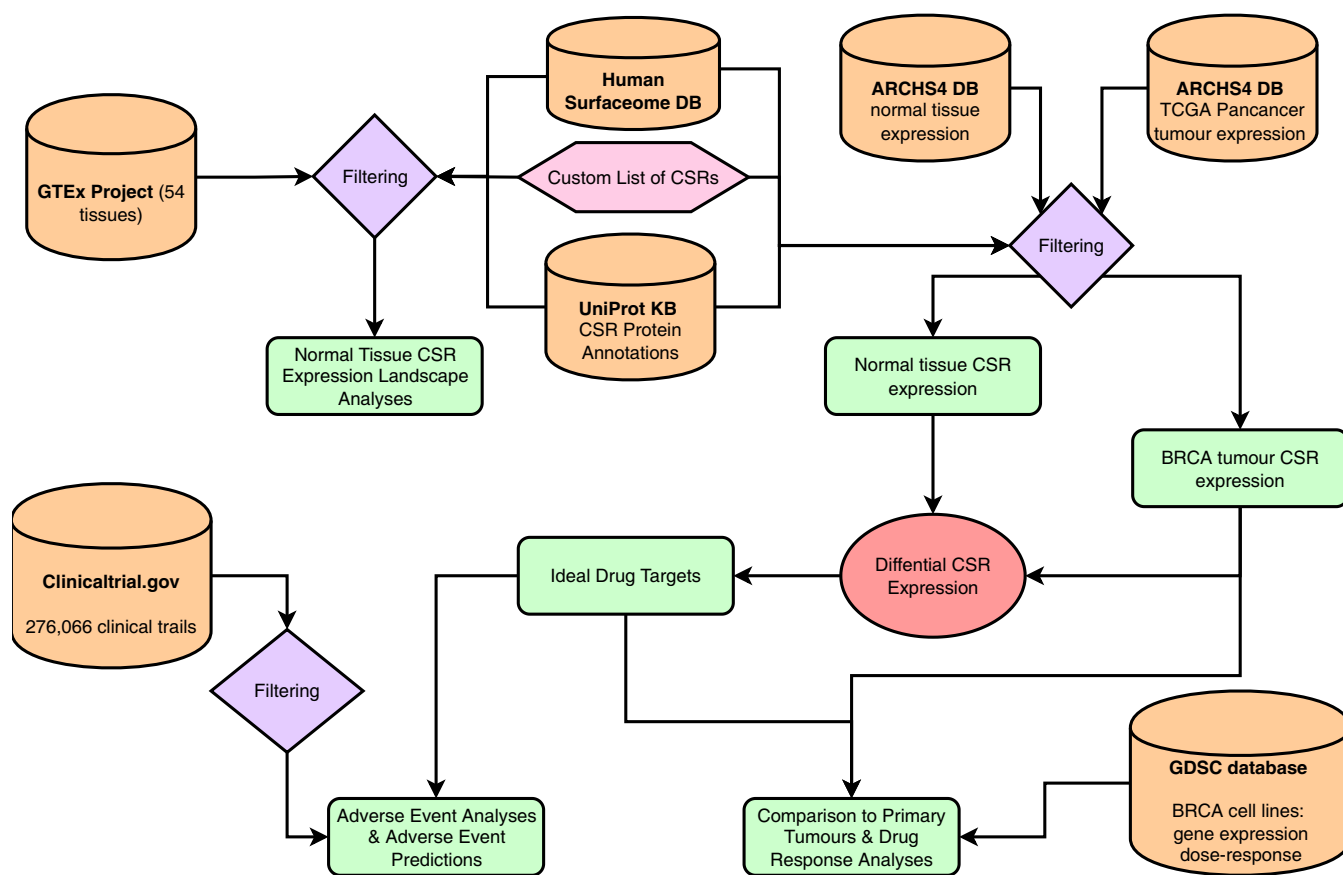 Human
Surfaceome DB
ARCHS4 DB
normal tissue
expression
ARCHS4 DB
TCGA Pancancer
tumour expression
GTEx Project (54
tissues)
Filtering
Custom List of CSRs
Filtering
UniProt KB
CSR Protein
Annotations
Normal Tissue CSR
Expression Landscape
Analyses
Normal tissue CSR
expression
BRCA tumour CSR
expression
Clinicaltrial.gov
276,066 clinical trails
Ideal Drug Targets
Diffential CSR
Expression
Filtering
GDSC database
BRCA cell lines:
gene expression
dose-response
Adverse Event Analyses
& Adverse Event
Predictions
Comparison to Primary
Tumours & Drug
Response Analyses